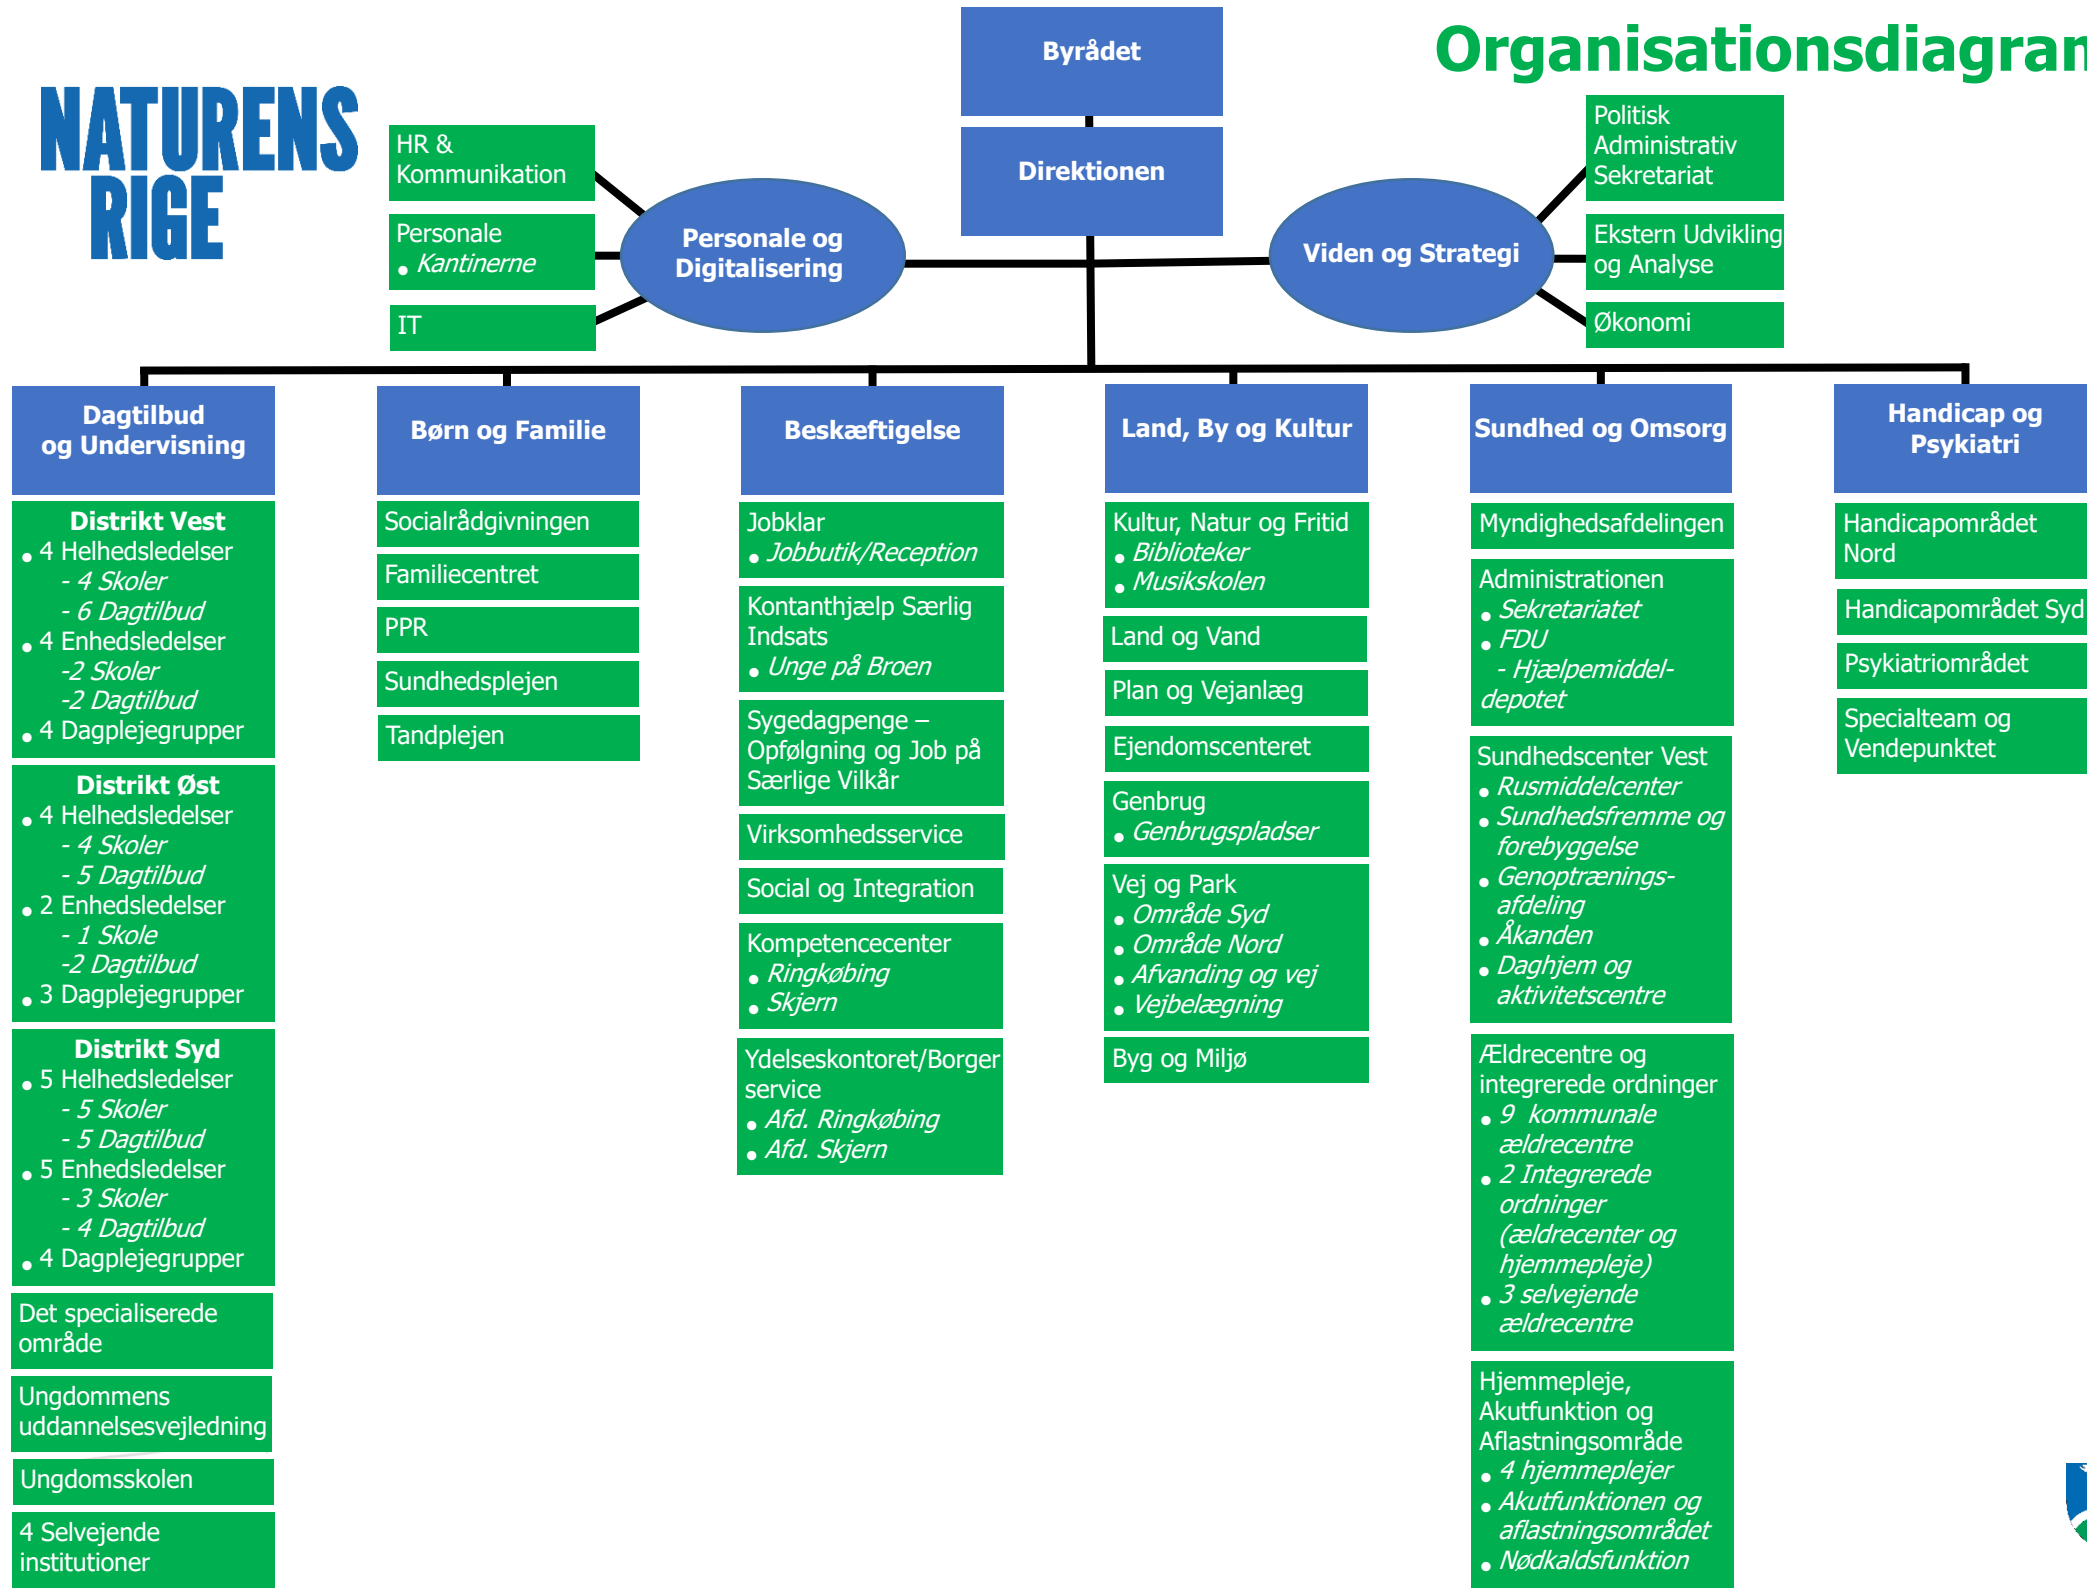 Organisationsdiagram
NATURENS
RIGE
Byrådet
Direktionen
HR &
Kommunikation
Personale
• Kantinerne
IT
Personale og
Digitalisering
Viden og Strategi
Politisk
Administrativ
Sekretariat
Ekstern Udvikling
og Analyse
Økonomi
Dagtilbud
og Undervisning
Distrikt Vest
• 4 Helhedsledelser
- 4 Skoler
- 6 Dagtilbud
• 4 Enhedsledelser
-2 Skoler
-2 Dagtilbud
• 4 Dagplejegrupper
Distrikt Øst
• 4 Helhedsledelser
- 4 Skoler
- 5 Dagtilbud
• 2 Enhedsledelser
- 1 Skole
-2 Dagtilbud
• 3 Dagplejegrupper
Distrikt Syd
• 5 Helhedsledelser
- 5 Skoler
- 5 Dagtilbud
• 5 Enhedsledelser
- 3 Skoler
- 4 Dagtilbud
• 4 Dagplejegrupper
Det specialiserede
område
Ungdommens
uddannelsesvejledning
Ungdomsskolen
4 Selvejende
institutioner
Børn og Familie
Socialrådgivningen
Familiecentret
PPR
Sundhedsplejen
Tandplejen
Beskæftigelse
Jobklar
• Jobbutik/Reception
Kontanthjælp Særlig
Indsats
• Unge på Broen
Sygedagpenge –
Opfølgning og Job på
Særlige Vilkår
Virksomhedsservice
Social og Integration
Kompetencecenter
• Ringkøbing
• Skjern
Ydelseskontoret/Borger
service
• Afd. Ringkøbing
• Afd. Skjern
Land, By og Kultur
Kultur, Natur og Fritid
• Biblioteker
• Musikskolen
Land og Vand
Plan og Vejanlæg
Ejendomscenteret
Genbrug
• Genbrugspladser
Vej og Park
• Område Syd
• Område Nord
• Afvanding og vej
• Vejbelægning
Byg og Miljø
Sundhed og Omsorg
Myndighedsafdelingen
Administrationen
• Sekretariatet
• FDU
- Hjælpemiddel-
depotet
Sundhedscenter Vest
• Rusmiddelcenter
• Sundhedsfremme og
forebyggelse
• Genoptrænings-
afdeling
• Åkanden
• Daghjem og
aktivitetscentre
Ældrecentre og
integrerede ordninger
• 9 kommunale
ældrecentre
• 2 Integrerede
ordninger
(ældrecenter og
hjemmepleje)
• 3 selvejende
ældrecentre
Hjemmepleje,
Akutfunktion og
Aflastningsområde
• 4 hjemmeplejer
• Akutfunktionen og
aflastningsområdet
• Nødkaldsfunktion
Handicap og
Psykiatri
Handicapområdet
Nord
Handicapområdet Syd
Psykiatriområdet
Specialteam og
Vendepunktet